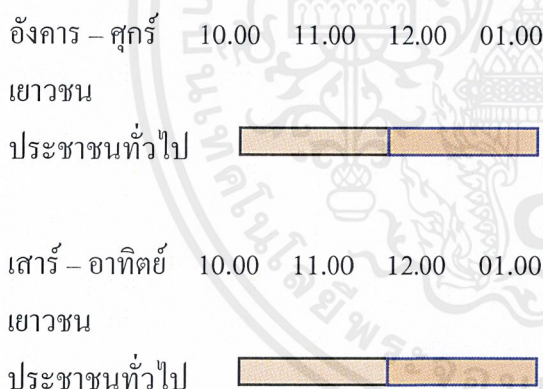 อังคาร – ศุกร์ 10.00 11.00 12.00 01.00
เยาวชน
ประชาชนทั่วไป
เสาร์ – อาทิตย์ 10.00 11.00 12.00 01.00
เยาวชน
ประชาชนทั่วไป